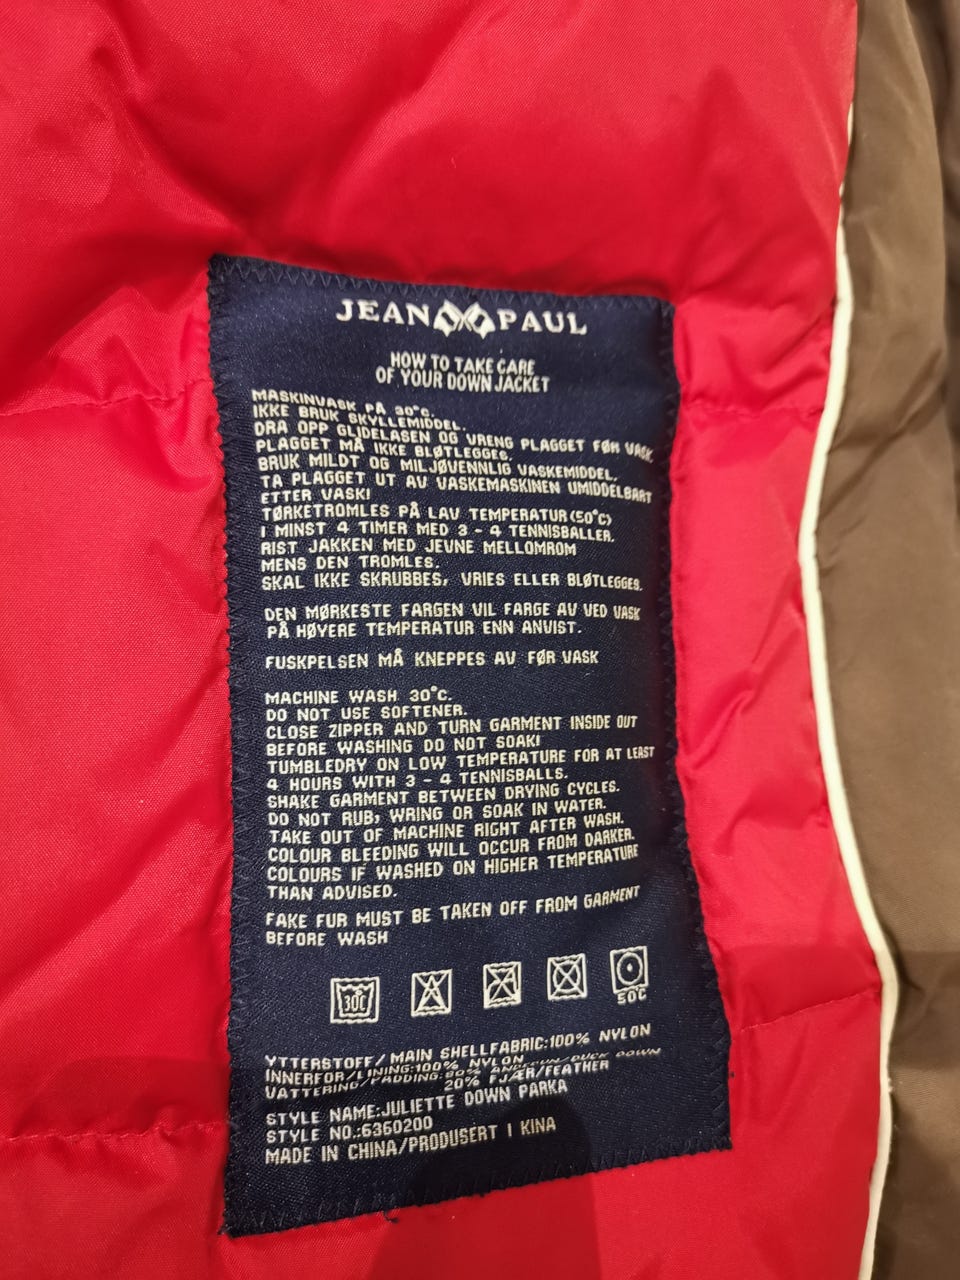 JEAN PAUL
HOW TO TAKE CARE
OF YOUR DOWN JACKET
MASKINVASK PÅ 30°C.
IKKE BRUK SKYLLEMIDDEL.
DRA OPP GLIDELASEN OG VRENG PLAGGET FØR VASK.
PLAGGET MÅ IKKE BLØTLEGGES.
BRUK MILDT OG MILJØVENNLIG VASKEMIDDEL.
TA PLAGGET UT AV VASKEMASKINEN UMIDDELBART
ETTER VASK!
TØRKETROMLES PÅ LAV TEMPERATUR(50°C)
I MINST 4 TIMER MED 3 - 4 TENNISBALLER.
RIST JAKKEN MED JEVNE MELLOMROM
MENS DEN TROMLES.
SKAL IKKE SKRUBBES, VRIES ELLER BLØTLEGGES.
DEN MØRKESTE FARGEN VIL FARGE AV VED VASK
PÅ HØYERE TEMPERATUR ENN ANVIST.
FUSKPELSEN MÅ KNEPPES AV FØR VASK
MACHINE WASH 30°C.
DO NOT USE SOFTENER.
CLOSE ZIPPER AND TURN GARMENT INSIDE OUT
BEFORE WASHING DO NOT SOAK!
TUMBLEDRY ON LOW TEMPERATURE FOR AT LEAST
4 HOURS WITH 3 - 4 TENNISBALLS.
SHAKE GARMENT BETWEEN DRYING CYCLES.
DO NOT RUB, WRING OR SOAK IN WATER.
TAKE OUT OF MACHINE RIGHT AFTER WASH.
COLOUR BLEEDING WILL OCCUR FROM DARKER.
COLOURS IF WASHED ON HIGHER TEMPERATURE
THAN ADVISED.
FAKE FUR MUST BE TAKEN OFF FROM GARMENT
BEFORE WASH
30C
50C
YTTERSTOFF/ MAIN SHELLFABRIC:100% NYLON
INNERFOR/LINING:100% NYLON
VATTERING/PADDING:80% ANDEDUN/DUCK DOWN
20% FJÆR/FEATHER
STYLE NAME:JULIETTE DOWN PARKA
STYLE NO.:6360200
MADE IN CHINA/PRODUSERT I KINA